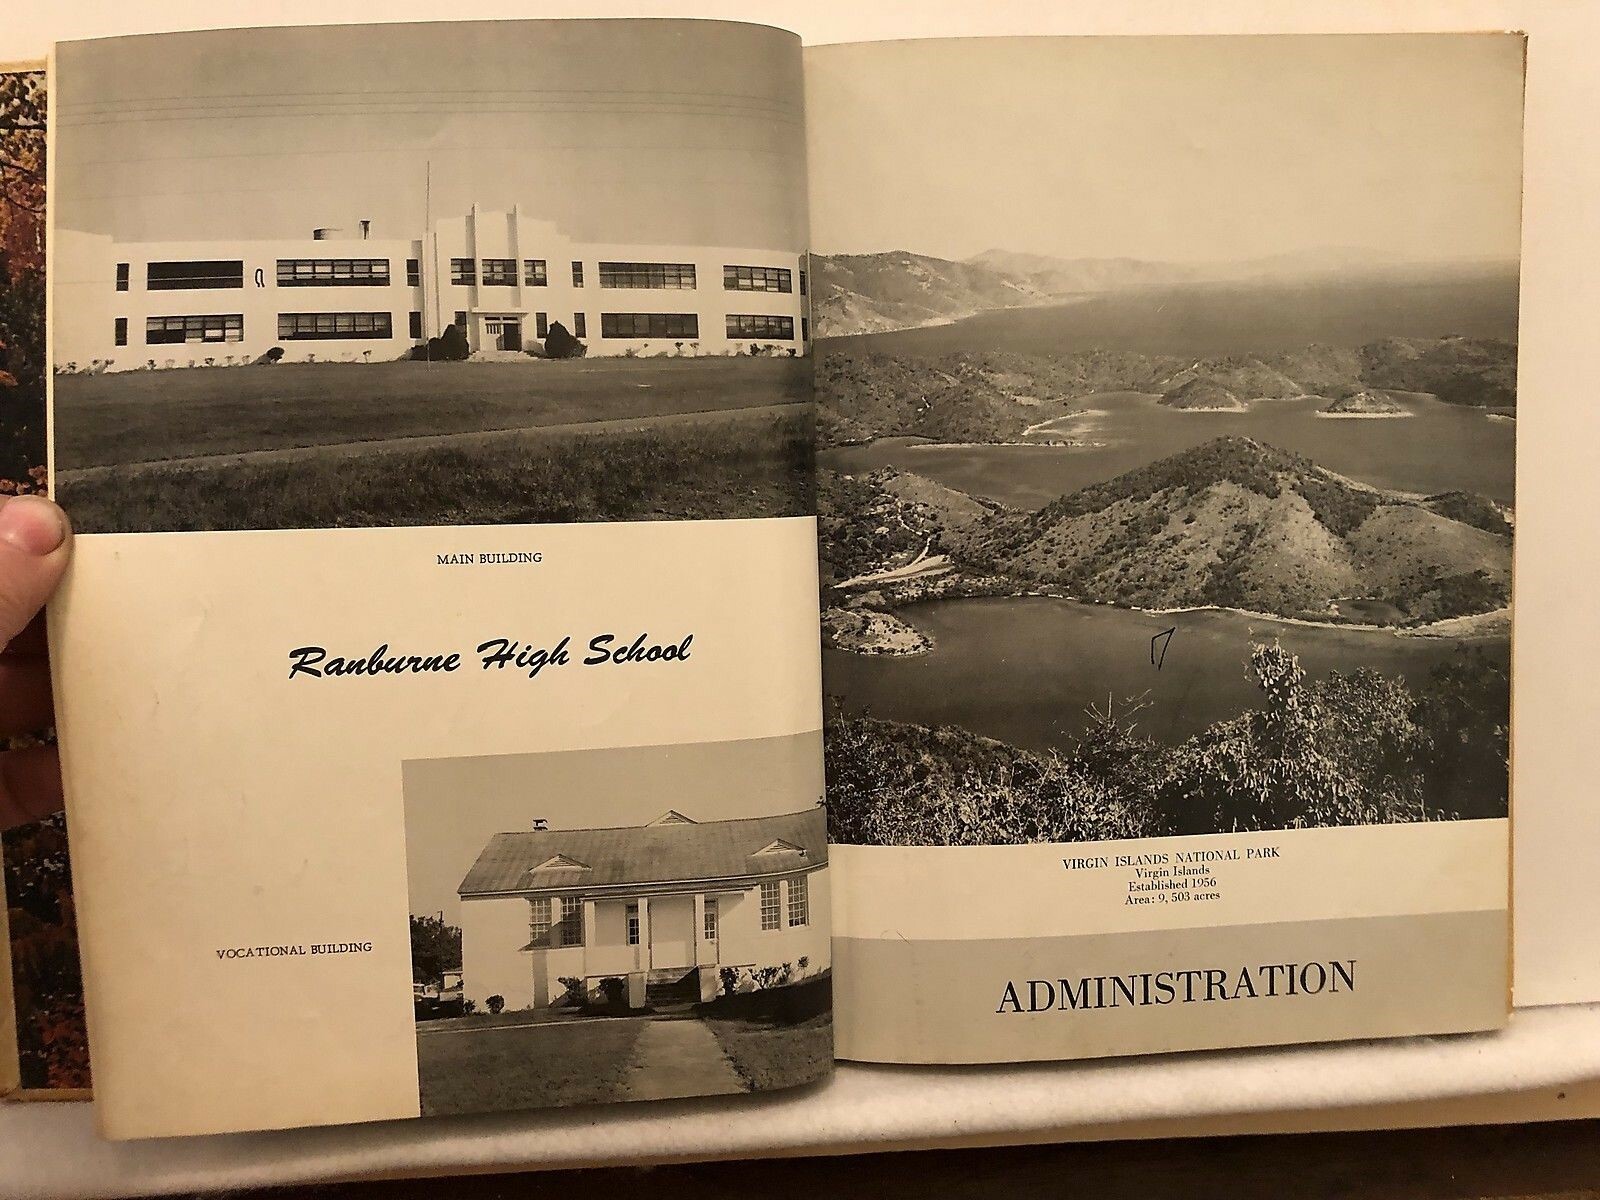 MAIN BUILDING
Ranburne High School
VOCATIONAL BUILDING
VIRGIN ISLANDS NATIONAL PARK
Virgin Islands
Established 1956
Area: 9, 503 acres
ADMINISTRATION